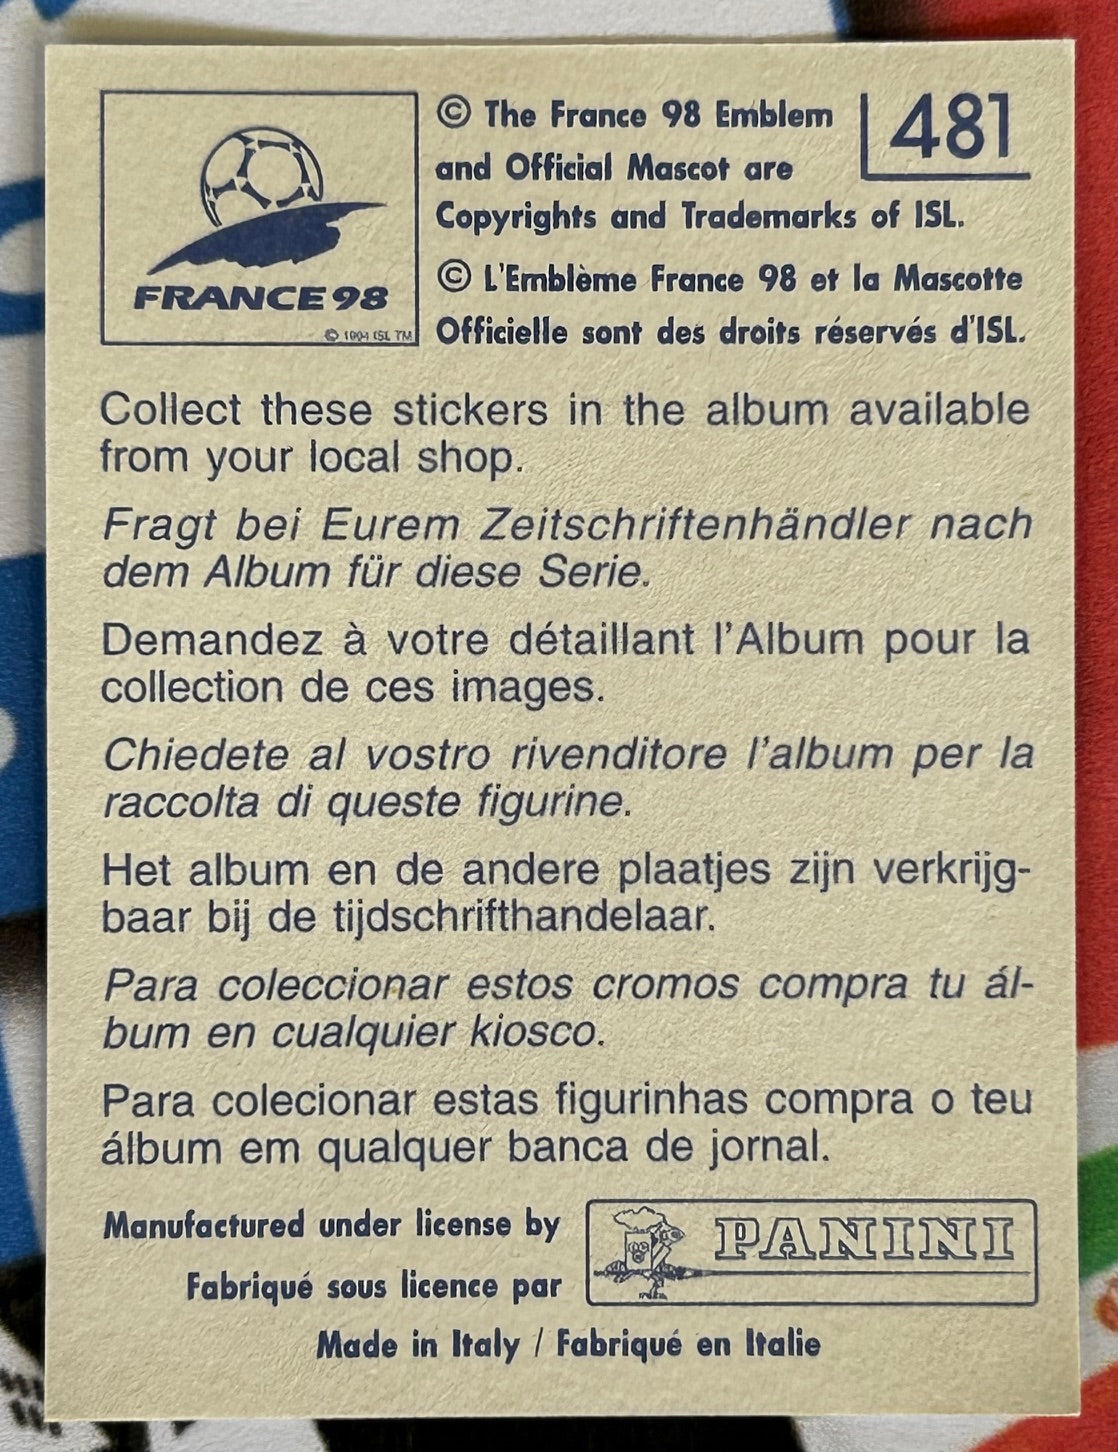 FRANCE 98
© 1994 ISL TM
© The France 98 Emblem
and Official Mascot are
Copyrights and Trademarks of ISL.
481
© L'Emblème France 98 et la Mascotte
Officielle sont des droits réservés d'ISL.
Collect these stickers in the album available
from your local shop.
Fragt bei Eurem Zeitschriftenhändler nach
dem Album für diese Serie.
Demandez à votre détaillant l'Album pour la
collection de ces images.
Chiedete al vostro rivenditore l'album per la
raccolta di queste figurine.
Het album en de andere plaatjes zijn verkrijg-
baar bij de tijdschrifthandelaar.
Para coleccionar estos cromos compra tu ál-
bum en cualquier kiosco.
Para colecionar estas figurinhas compra o teu
álbum em qualquer banca de jornal.
Manufactured under license by
Fabriqué sous licence par
PANINI
Made in Italy / Fabriqué en Italie